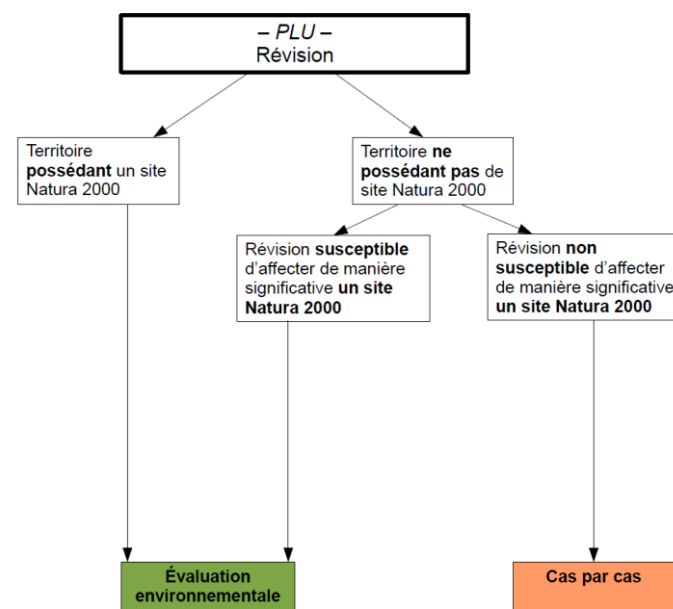 – PLU –
Révision
Territoire
possédant un site
Natura 2000
Territoire ne
possédant pas de
site Natura 2000
Révision susceptible
d’affecter de manière
significative un site
Natura 2000
Révision non
susceptible d’affecter
de manière significative
un site Natura 2000
Évaluation
environnementale
Cas par cas